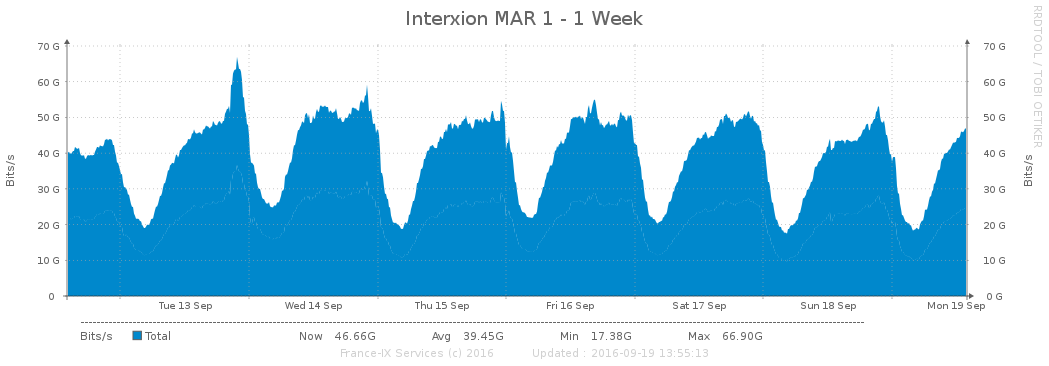 Interxion MAR 1 - 1 Week
RRDTOOL / TOBI OETIKER
Bits/s
70 G 70 G
60 G 60 G
50 G 50 G
40 G 40 G
30 G 30 G
20 G 20 G
10 G 10 G
0 0 G
Bits/s
Tue 13 Sep Wed 14 Sep Thu 15 Sep Fri 16 Sep Sat 17 Sep Sun 18 Sep Mon 19 Sep
Bits/s Total Now 46.66G Avg 39.45G Min 17.38G Max 66.90G
France-IX Services (c) 2016 Updated : 2016-09-19 13:55:13